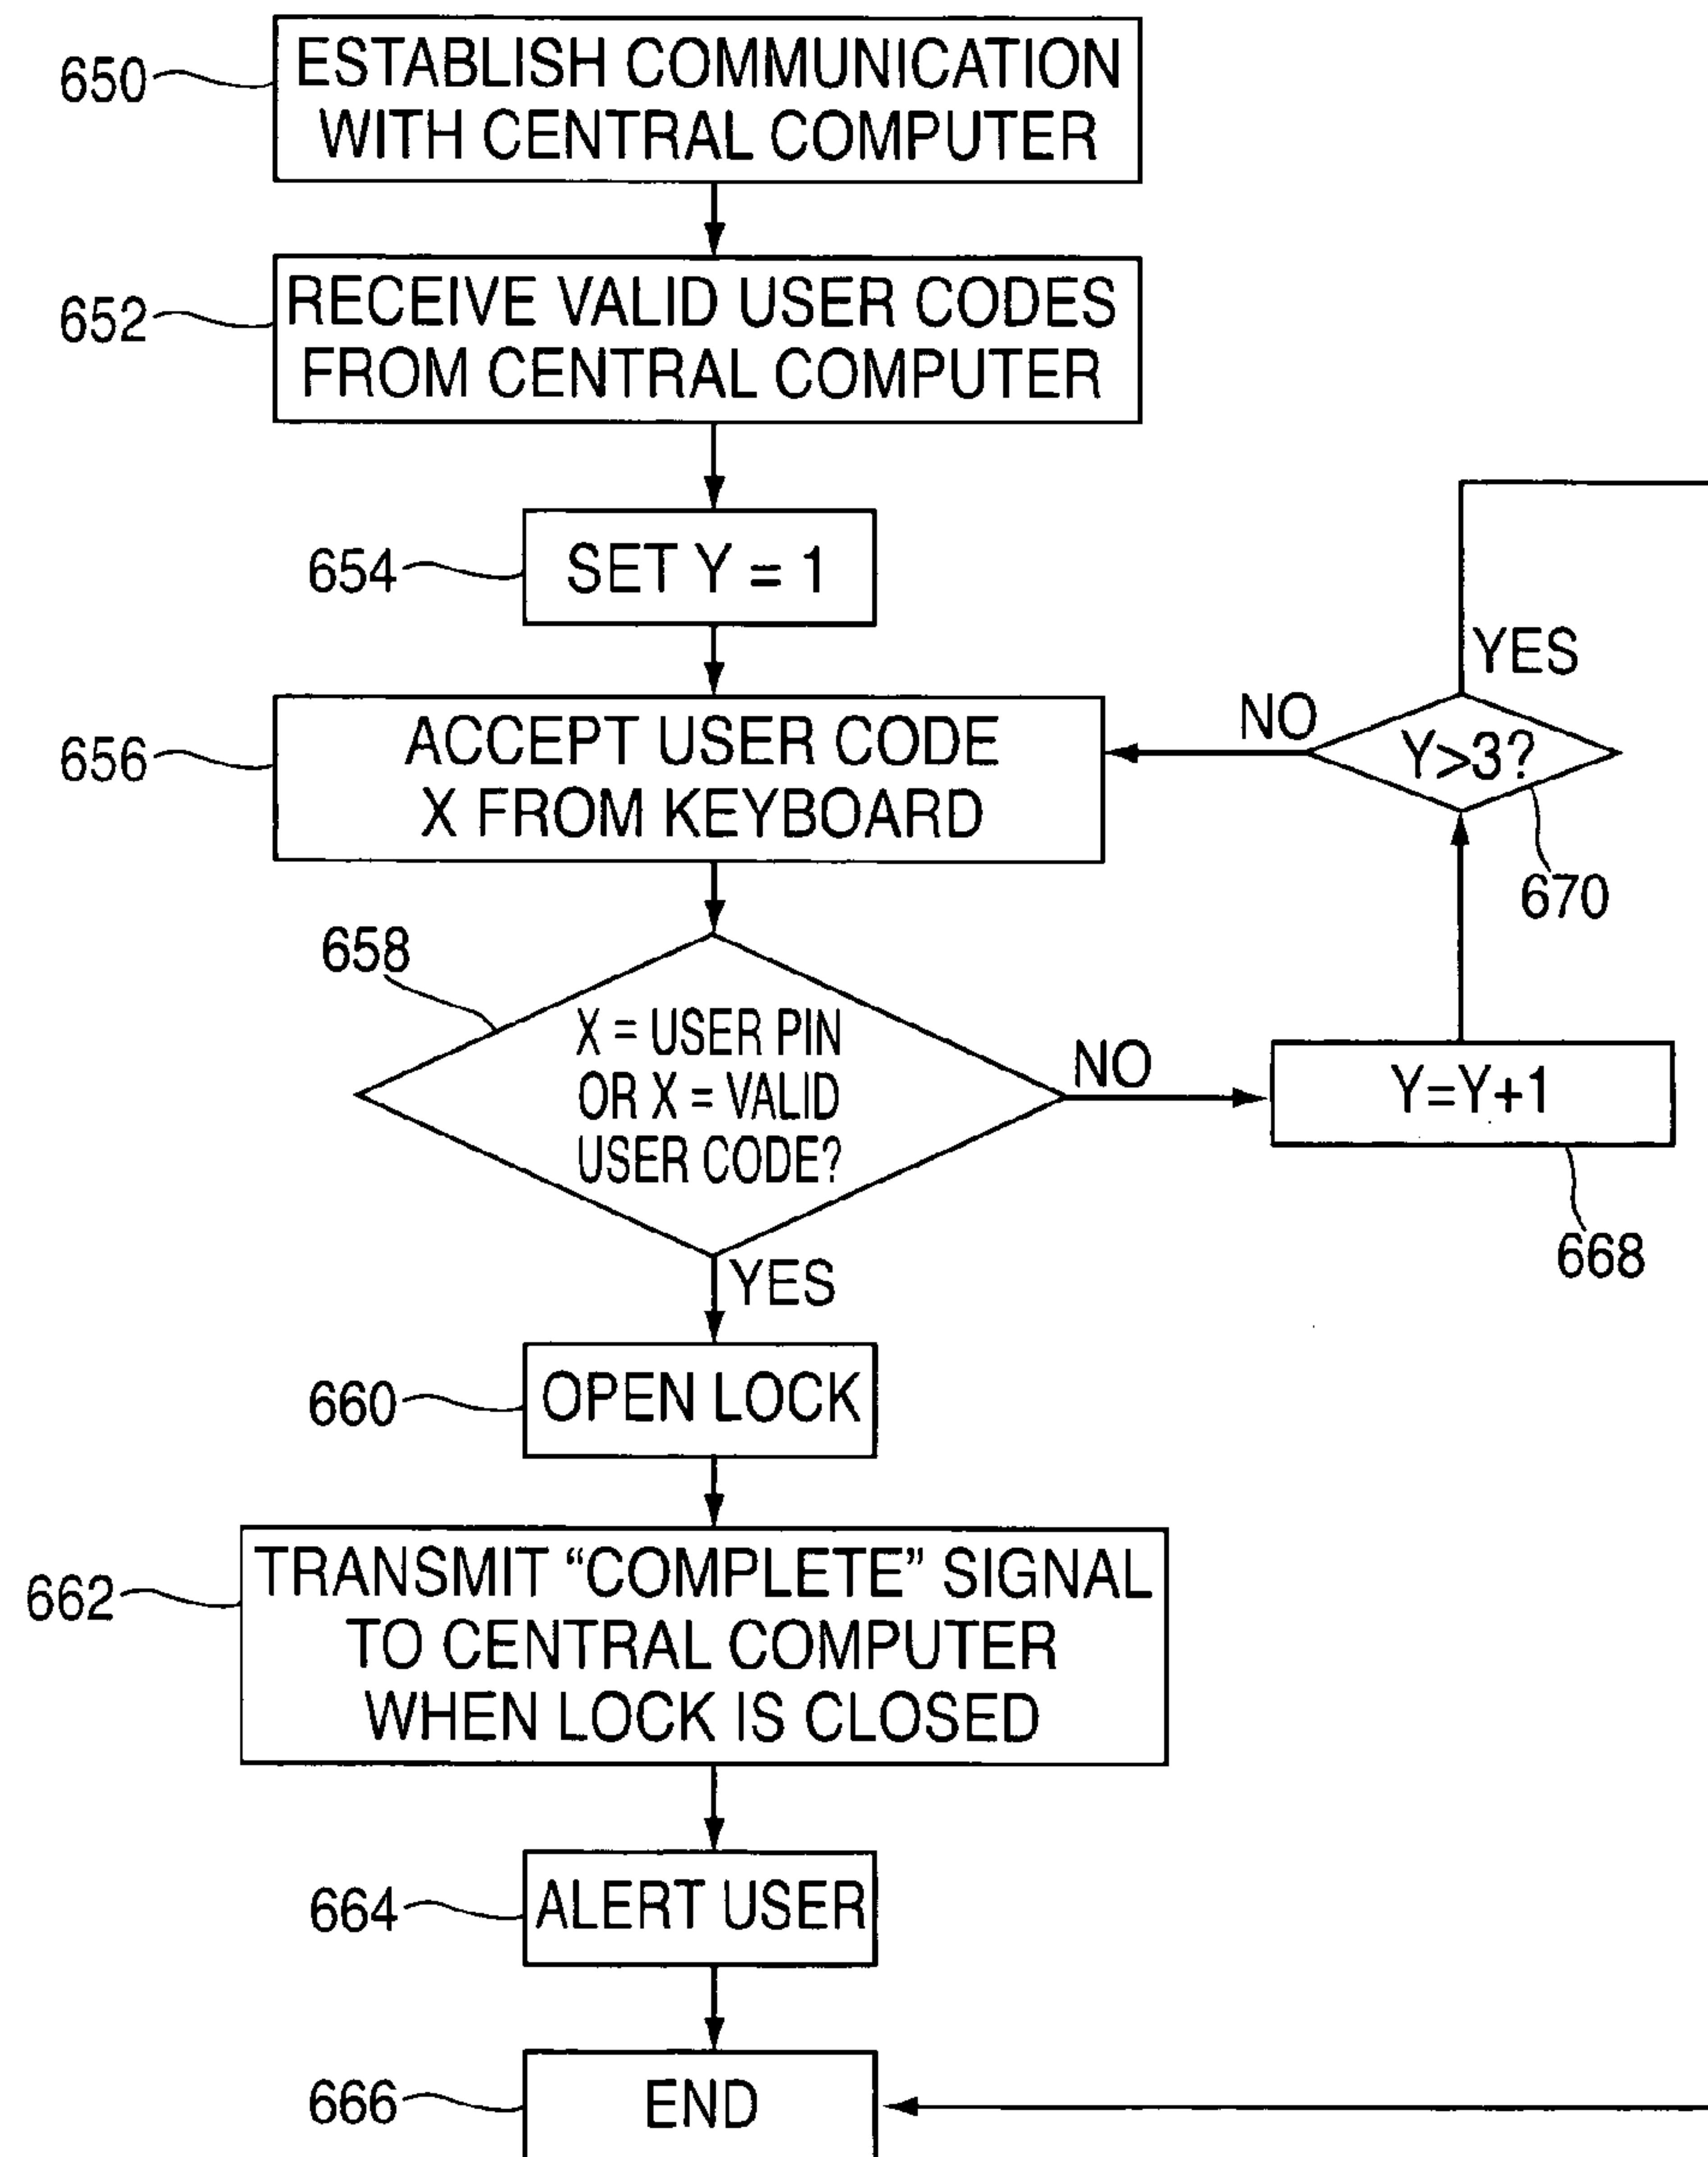 650
ESTABLISH COMMUNICATION
WITH CENTRAL COMPUTER
652
RECEIVE VALID USER CODES
FROM CENTRAL COMPUTER
654
SET Y = 1
656
ACCEPT USER CODE
X FROM KEYBOARD
NO
YES
Y>3?
670
658
X = USER PIN
OR X = VALID
USER CODE?
NO
Y=Y+1
668
YES
660
OPEN LOCK
662
TRANSMIT “COMPLETE” SIGNAL
TO CENTRAL COMPUTER
WHEN LOCK IS CLOSED
664
ALERT USER
666
END